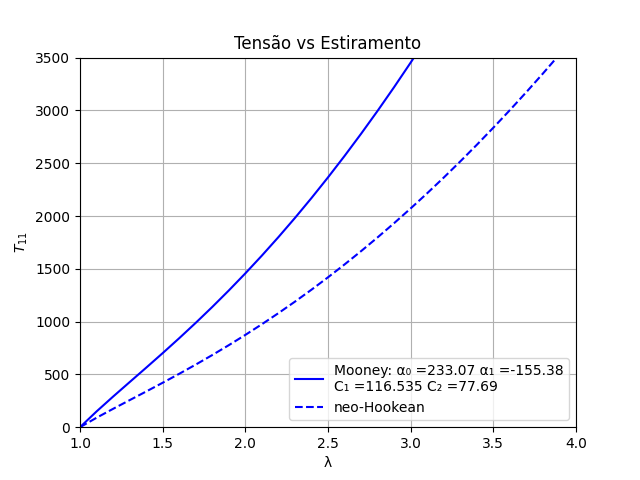 Tensão vs Estiramento
3500
3000
2500
2000
1500
1000
500
0
T₁₁
1.0 1.5 2.0 2.5 3.0 3.5 4.0
λ
Mooney: α₀ =233.07 α₁ =-155.38
C₁ =116.535 C₂ =77.69
neo-Hookean